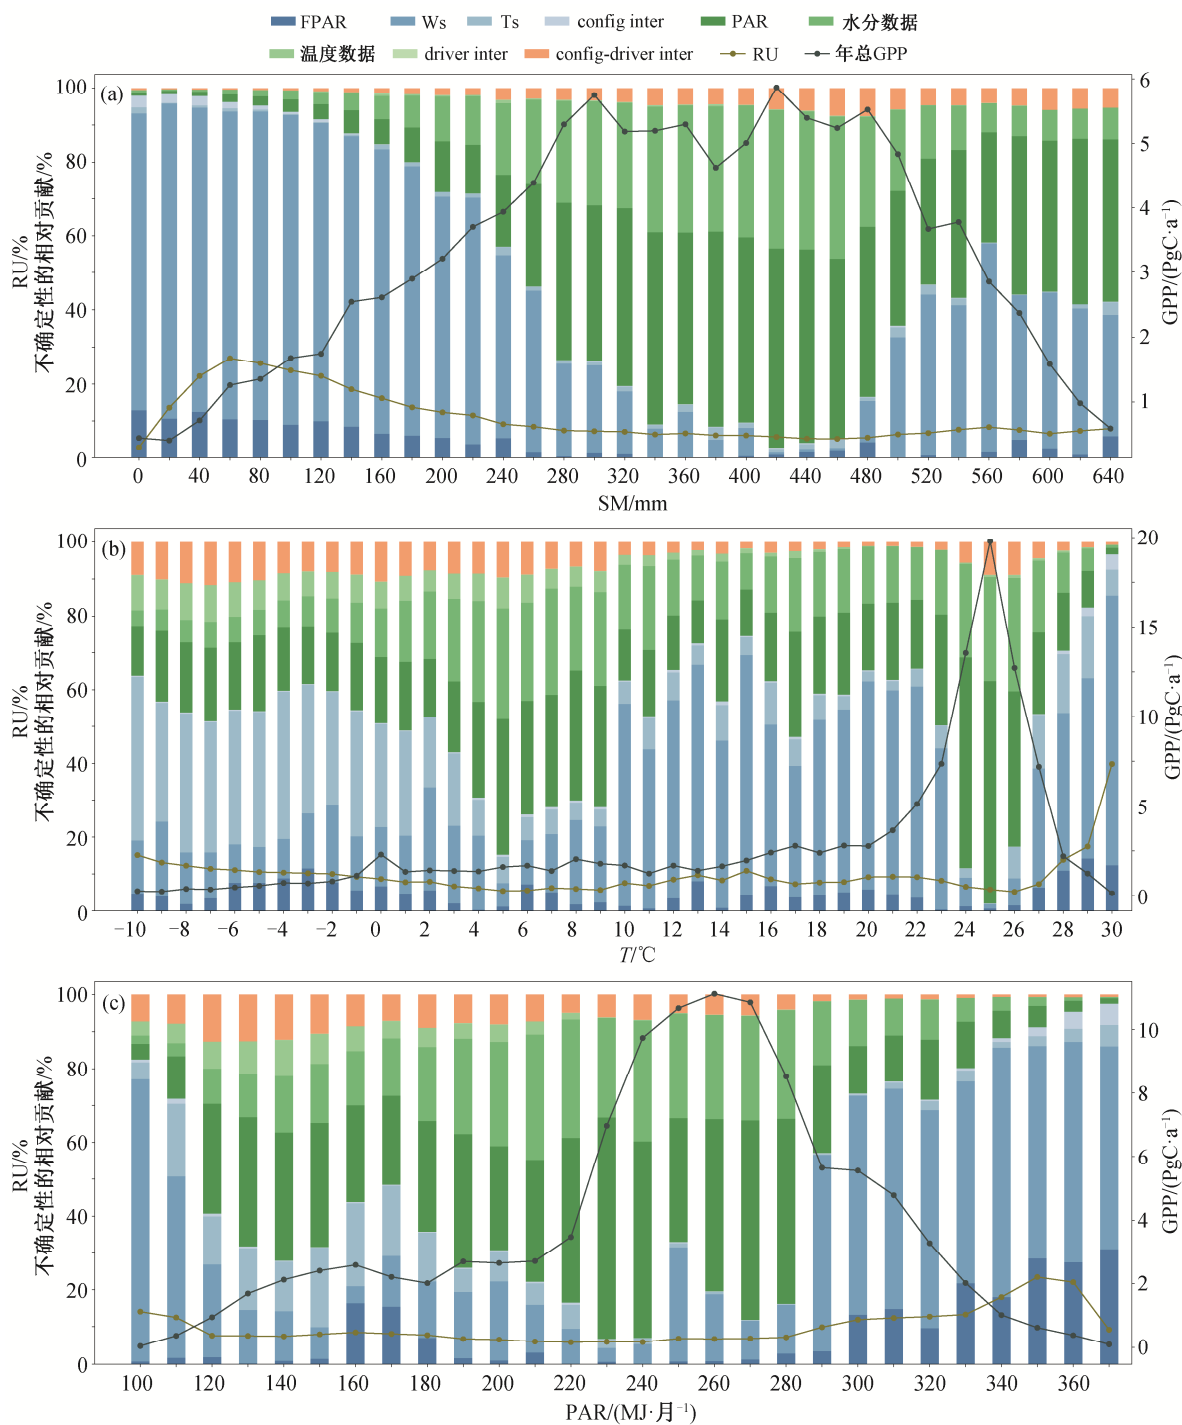 FPAR Ws Ts config inter PAR 水分数据
温度数据 driver inter config-driver inter RU 年总GPP
(a)
RU/%
不确定性的相对贡献/%
100
80
60
40
20
0
6
5
4
3
2
1
GPP/(PgC·a⁻¹)
0 40 80 120 160 200 240 280 320 360 400 440 480 520 560 600 640
SM/mm
(b)
RU/%
不确定性的相对贡献/%
100
80
60
40
20
0
20
15
10
5
0
GPP/(PgC·a⁻¹)
−10 −8 −6 −4 −2 0 2 4 6 8 10 12 14 16 18 20 22 24 26 28 30
T/℃
(c)
RU/%
不确定性的相对贡献/%
100
80
60
40
20
0
10
8
6
4
2
0
GPP/(PgC·a⁻¹)
100 120 140 160 180 200 220 240 260 280 300 320 340 360
PAR/(MJ·月⁻¹)